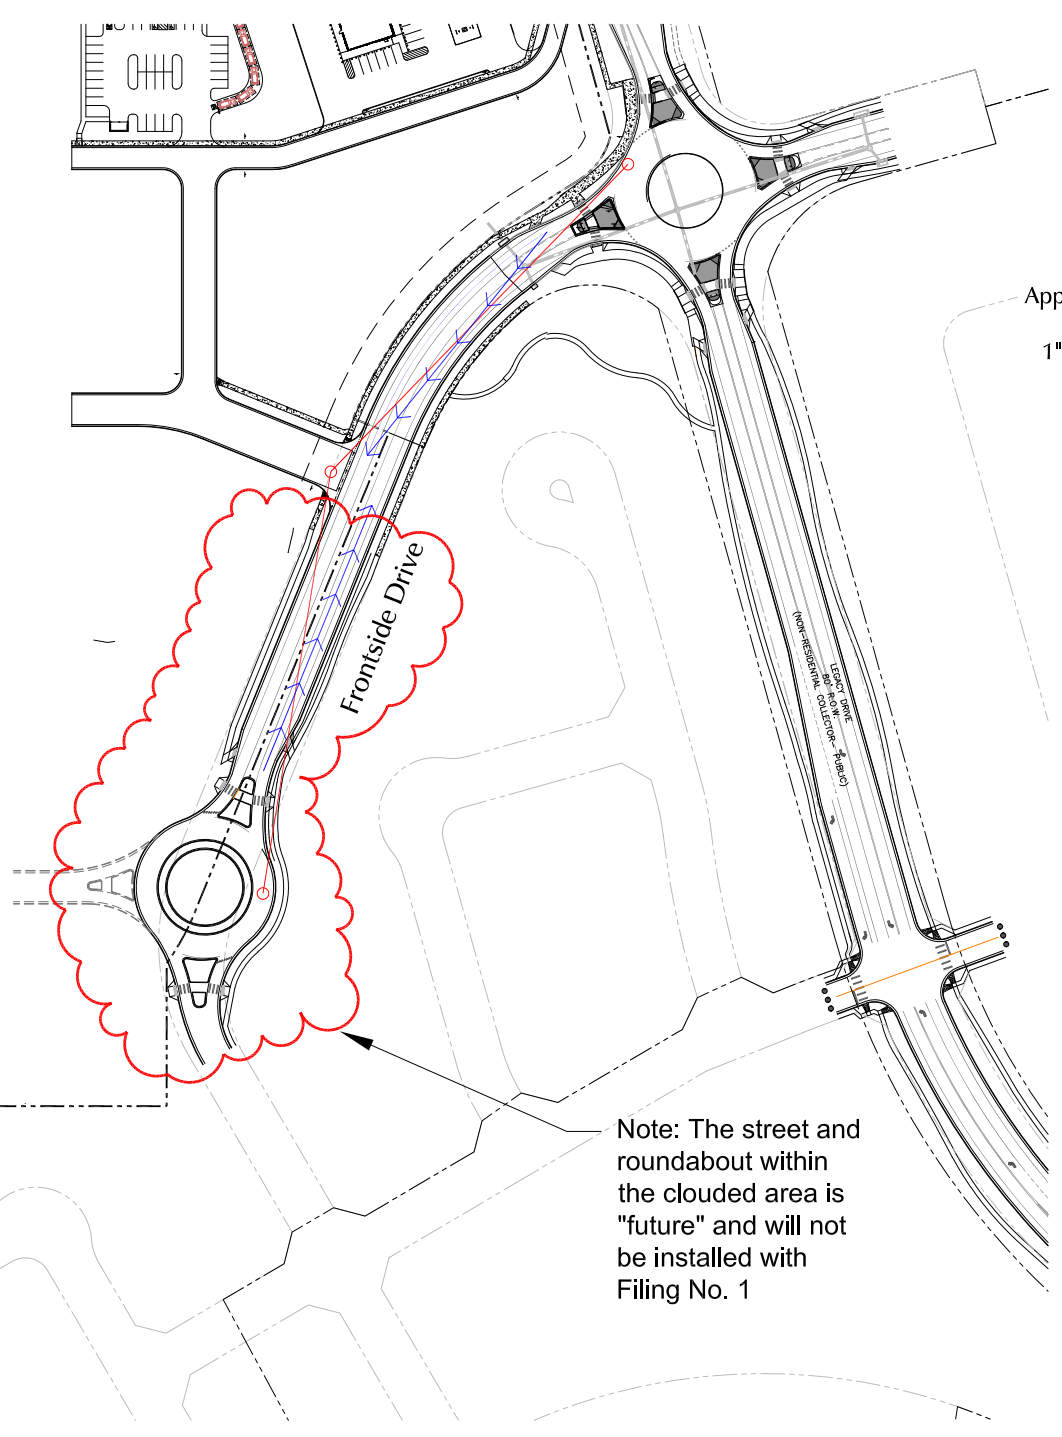 App
1"
Frontside Drive
LEGACY DRIVE
80' R.O.W.
(NON-RESIDENTIAL COLLECTOR- PUBLIC)
Note: The street and
roundabout within
the clouded area is
"future" and will not
be installed with
Filing No. 1